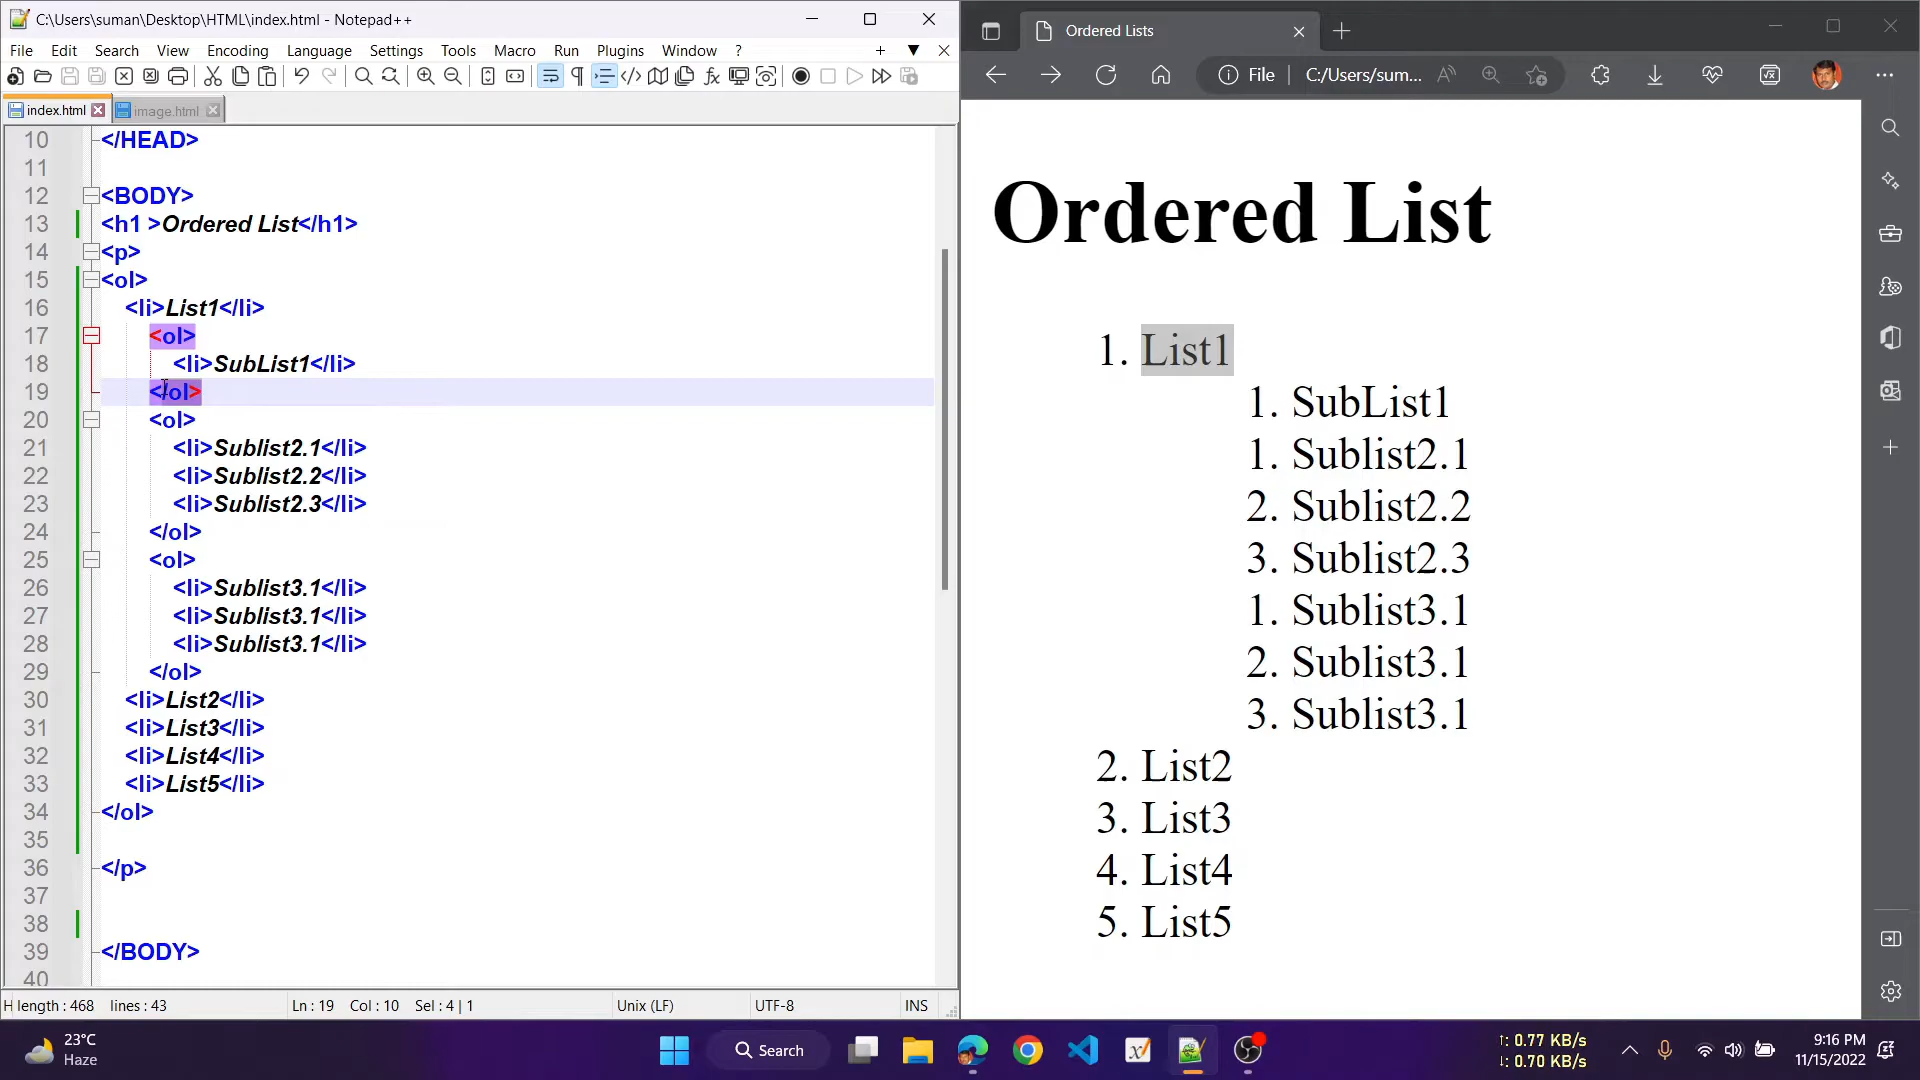 C:\Users\suman\Desktop\HTML\index.html - Notepad++
File Edit Search View Encoding Language Settings Tools Macro Run Plugins Window ?
index.html
image.html
10 </HEAD>
11
12 <BODY>
13 <h1 >Ordered List</h1>
14 <p>
15 <ol>
16 <li>List1</li>
17 <ol>
18 <li>SubList1</li>
19 </ol>
20 <ol>
21 <li>Sublist2.1</li>
22 <li>Sublist2.2</li>
23 <li>Sublist2.3</li>
24 </ol>
25 <ol>
26 <li>Sublist3.1</li>
27 <li>Sublist3.1</li>
28 <li>Sublist3.1</li>
29 </ol>
30 <li>List2</li>
31 <li>List3</li>
32 <li>List4</li>
33 <li>List5</li>
34 </ol>
35
36 </p>
37
38
39 </BODY>
40
H length : 468 lines : 43 Ln : 19 Col : 10 Sel : 4 | 1 Unix (LF) UTF-8 INS
Ordered Lists
File C:/Users/sum...
Ordered List
1. List1
1. SubList1
1. Sublist2.1
2. Sublist2.2
3. Sublist2.3
1. Sublist3.1
2. Sublist3.1
3. Sublist3.1
2. List2
3. List3
4. List4
5. List5
23°C
Haze
Search
↑: 0.77 KB/s
↓: 0.70 KB/s
9:16 PM
11/15/2022